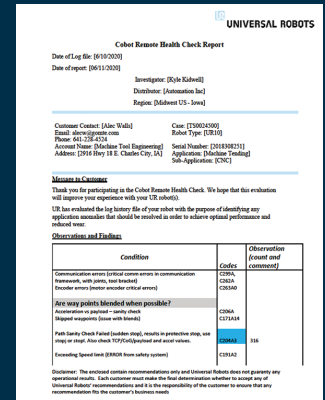 UNIVERSAL ROBOTS
Cobot Remote Health Check Report
Date of Log file: [6/10/2020]
Date of report: [06/11/2020]
Investigator: [Kyle Kidwell]
Distributor: [Automation Inc]
Region: [Midwest US - Iowa]
Customer Contact: [Alec Walls] Case: [TS0024500]
Email: alecw@gomte.com Robot Type: [UR10]
Phone: 641-228-4524
Account Name: [Machine Tool Engineering] Serial Number: [2018308251]
Address: [2916 Hwy 18 E. Charles City, IA] Application: [Machine Tending]
Sub-Application: [CNC]
Message to Customer
Thank you for participating in the Cobot Remote Health Check. We hope that this evaluation
will improve your experience with your UR robot(s).
UR has evaluated the log history file of your robot with the purpose of identifying any
application anomalies that should be resolved in order to achieve optimal performance and
reduced wear.
Observations and Findings
Condition Codes Observation (count and comment)
Communication errors (critical comm errors in communication C299A,
framework, with joints, tool bracket) C262A
Encoder errors (motor encoder critical errors) C263A0
Are way points blended when possible?
Acceleration vs payload – sanity check C206A
Skipped waypoints (issue with blends) C171A14
Path Sanity Check Failed (sudden stop), results in protective stop, use
stopj or stopl. Also check TCP/CoG/payload and accel values. C204A3 316
Exceeding Speed limit (ERROR from safety system) C191A2
Disclaimer: The enclosed contain recommendations only and Universal Robots does not guaranty any
operational results. Each customer must make the final determination whether to accept any of
Universal Robots' recommendations and it is the responsibility of the customer to ensure that any
recommendation fits the customer's business needs